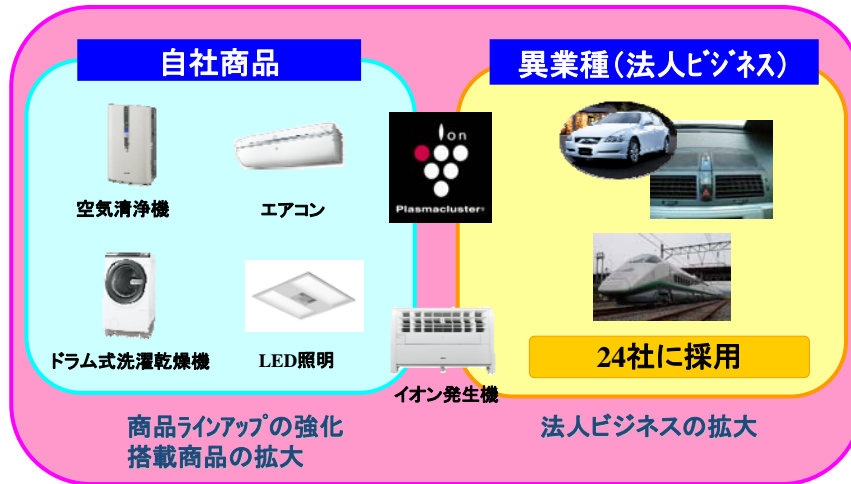 自社商品
異業種(法人ﾋﾞｼﾞﾈｽ)
Ion
Plasmacluster®
空気清浄機
エアコン
ドラム式洗濯乾燥機
LED照明
イオン発生機
24社に採用
商品ﾗｲﾝｱｯﾌﾟの強化
搭載商品の拡大
法人ビジネスの拡大